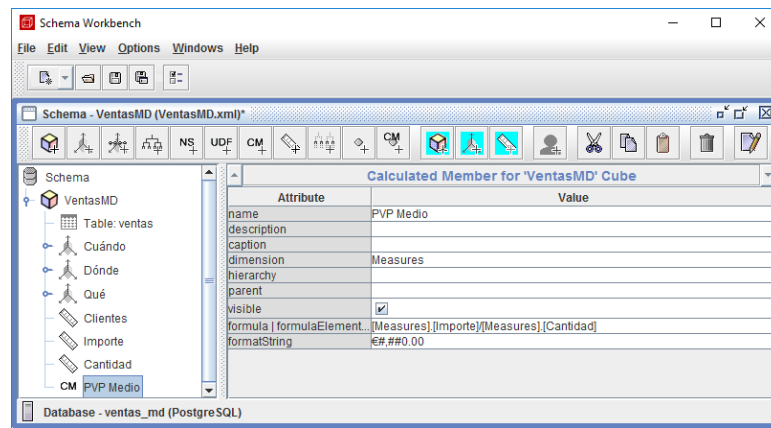 Schema Workbench
File Edit View Options Windows Help
Schema - VentasMD (VentasMD.xml)*
NS UDF CM CM
Schema
Calculated Member for 'VentasMD' Cube
VentasMD
Attribute Value
Table: ventas
name PVP Medio
description
Cuándo
caption
dimension Measures
Dónde
hierarchy
parent
Qué
visible
Clientes
formula | formulaElement... [Measures].[Importe]/[Measures].[Cantidad]
Importe
formatString €#,##0.00
Cantidad
CM PVP Medio
Database - ventas_md (PostgreSQL)